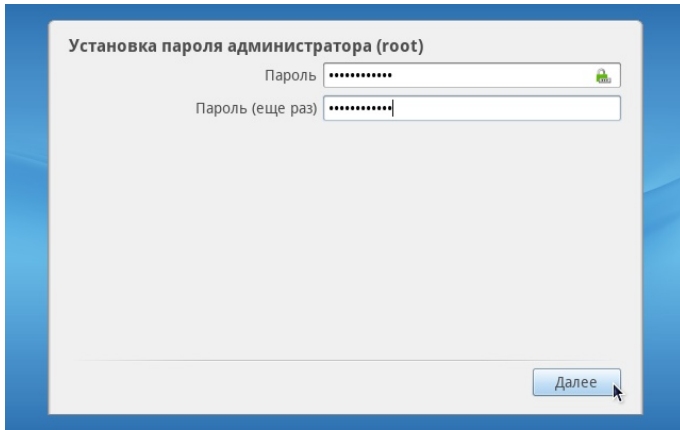 Установка пароля администратора (root)
Пароль ••••••••••••
Пароль (еще раз) ••••••••••••
Далее